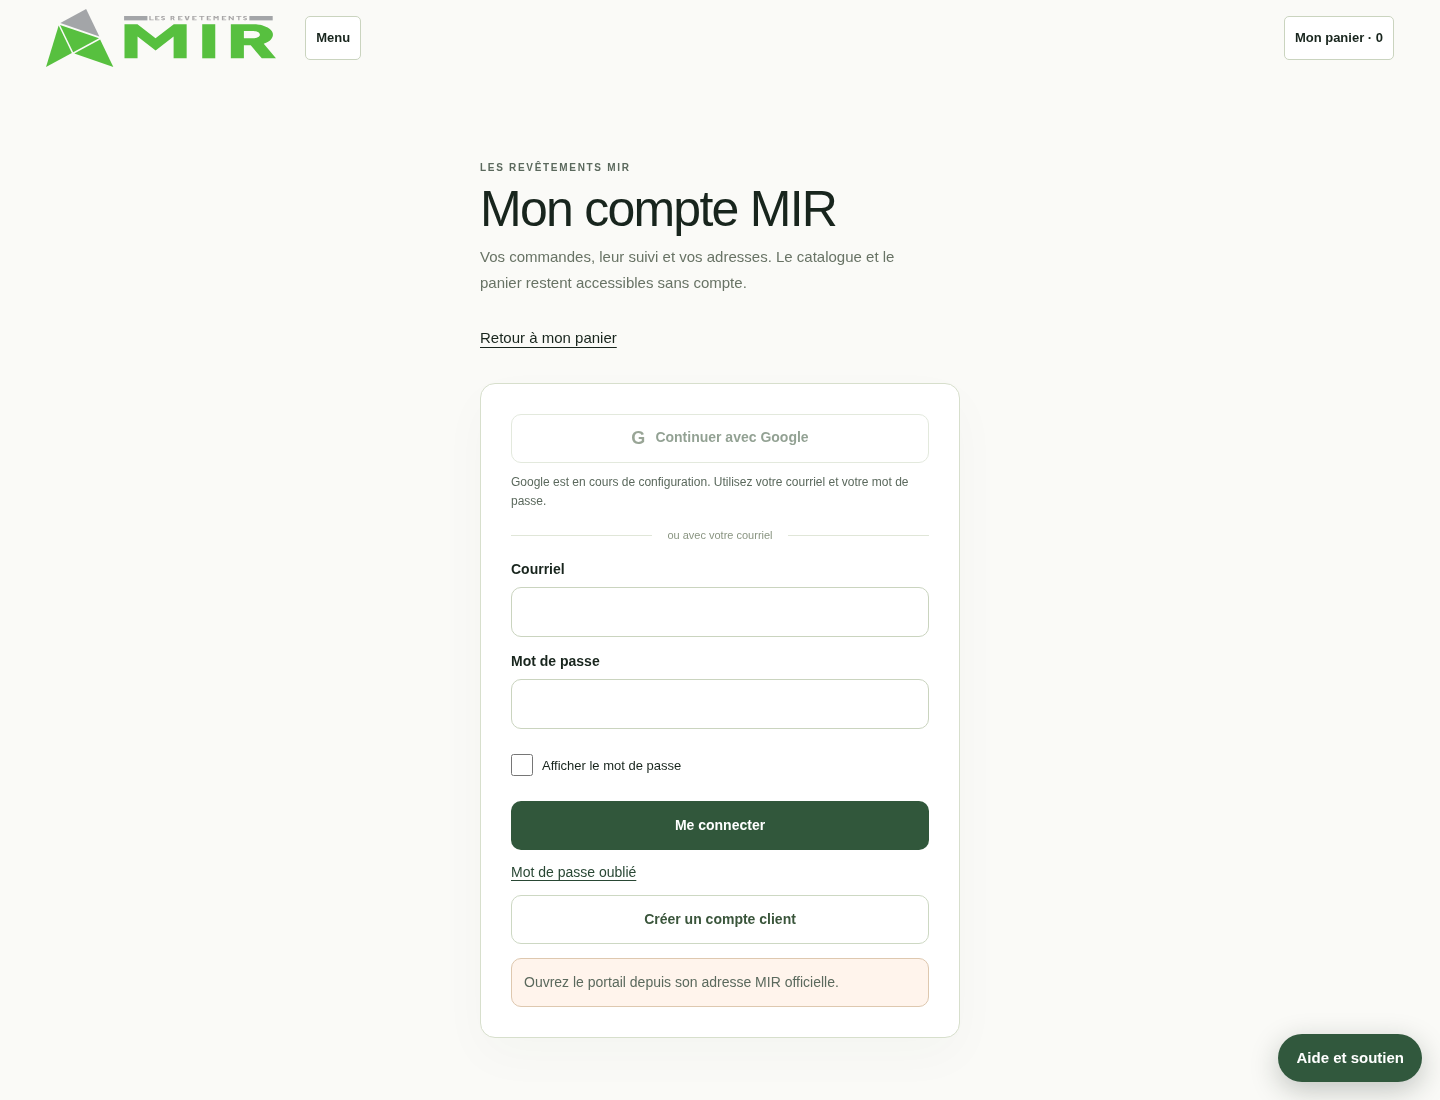 LES REVETEMENTS
MIR
Menu
Mon panier · 0
LES REVÊTEMENTS MIR
Mon compte MIR
Vos commandes, leur suivi et vos adresses. Le catalogue et le
panier restent accessibles sans compte.
Retour à mon panier
G Continuer avec Google
Google est en cours de configuration. Utilisez votre courriel et votre mot de
passe.
ou avec votre courriel
Courriel
Mot de passe
Afficher le mot de passe
Me connecter
Mot de passe oublié
Créer un compte client
Ouvrez le portail depuis son adresse MIR officielle.
Aide et soutien